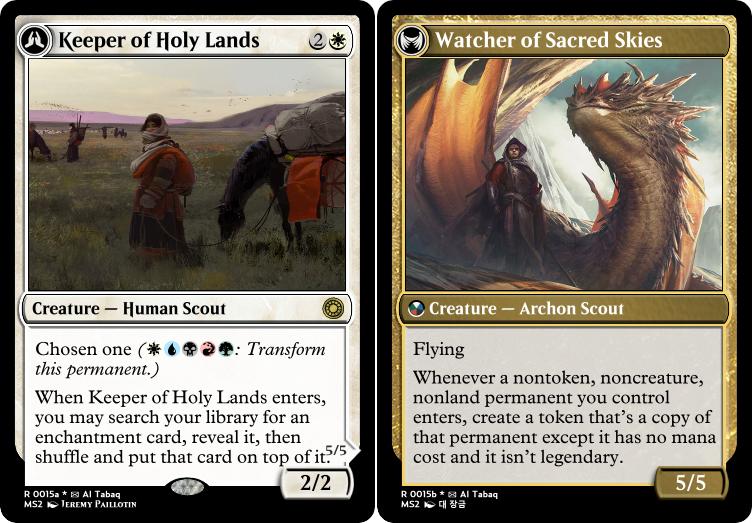 Keeper of Holy Lands 2
Creature — Human Scout
Chosen one (: Transform
this permanent.)
When Keeper of Holy Lands enters,
you may search your library for an
enchantment card, reveal it, then
shuffle and put that card on top of it.
5/5
2/2
R 0015a * Al Tabaq
MS2 Jeremy Paillotin
Watcher of Sacred Skies
Creature — Archon Scout
Flying
Whenever a nontoken, noncreature,
nonland permanent you control
enters, create a token that's a copy of
that permanent except it has no mana
cost and it isn't legendary.
5/5
R 0015b * Al Tabaq
MS2 대 장금